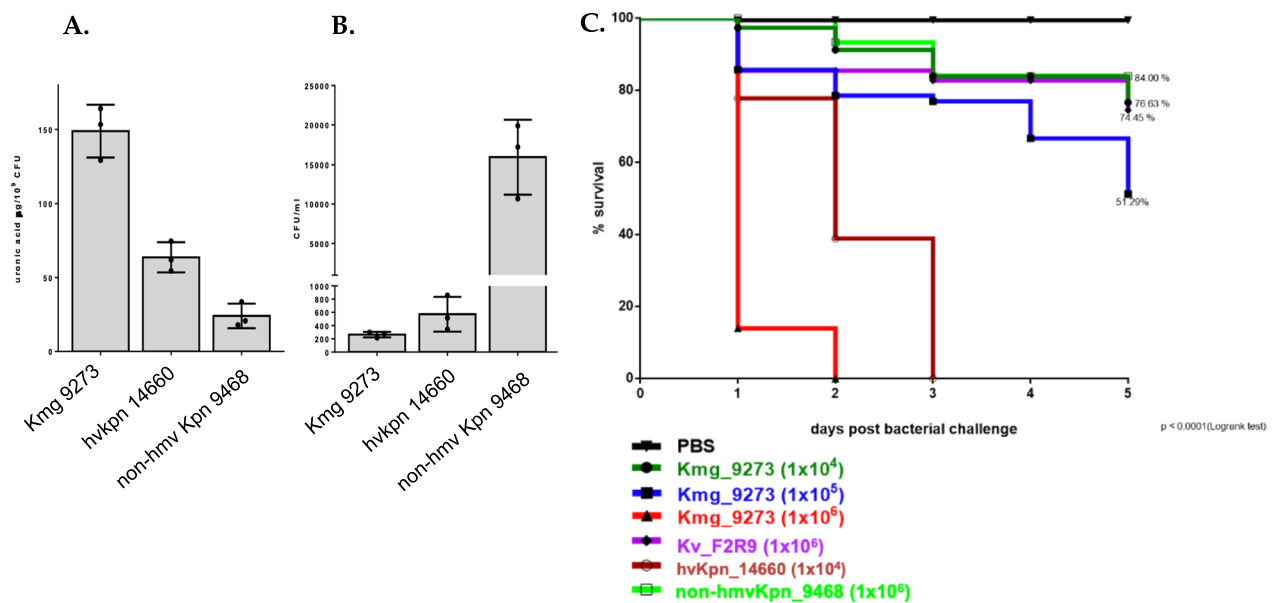 A.
B.
C.
uronic acid µg/10⁹ CFU
150
100
50
0
Kmg 9273
hvkpn 14660
non-hmv Kpn 9468
CFU/ml
25000
20000
15000
10000
5000
1000
800
600
400
200
0
Kmg 9273
hvkpn 14660
non-hmv Kpn 9468
% survival
100
80
60
40
20
0
0 1 2 3 4 5
84.00 %
76.63 %
74.45 %
51.29%
days post bacterial challenge
p < 0.0001(Logrank test)
PBS
Kmg_9273 (1x10⁴)
Kmg_9273 (1x10⁵)
Kmg_9273 (1x10⁶)
Kv_F2R9 (1x10⁶)
hvKpn_14660 (1x10⁴)
non-hmvKpn_9468 (1x10⁶)